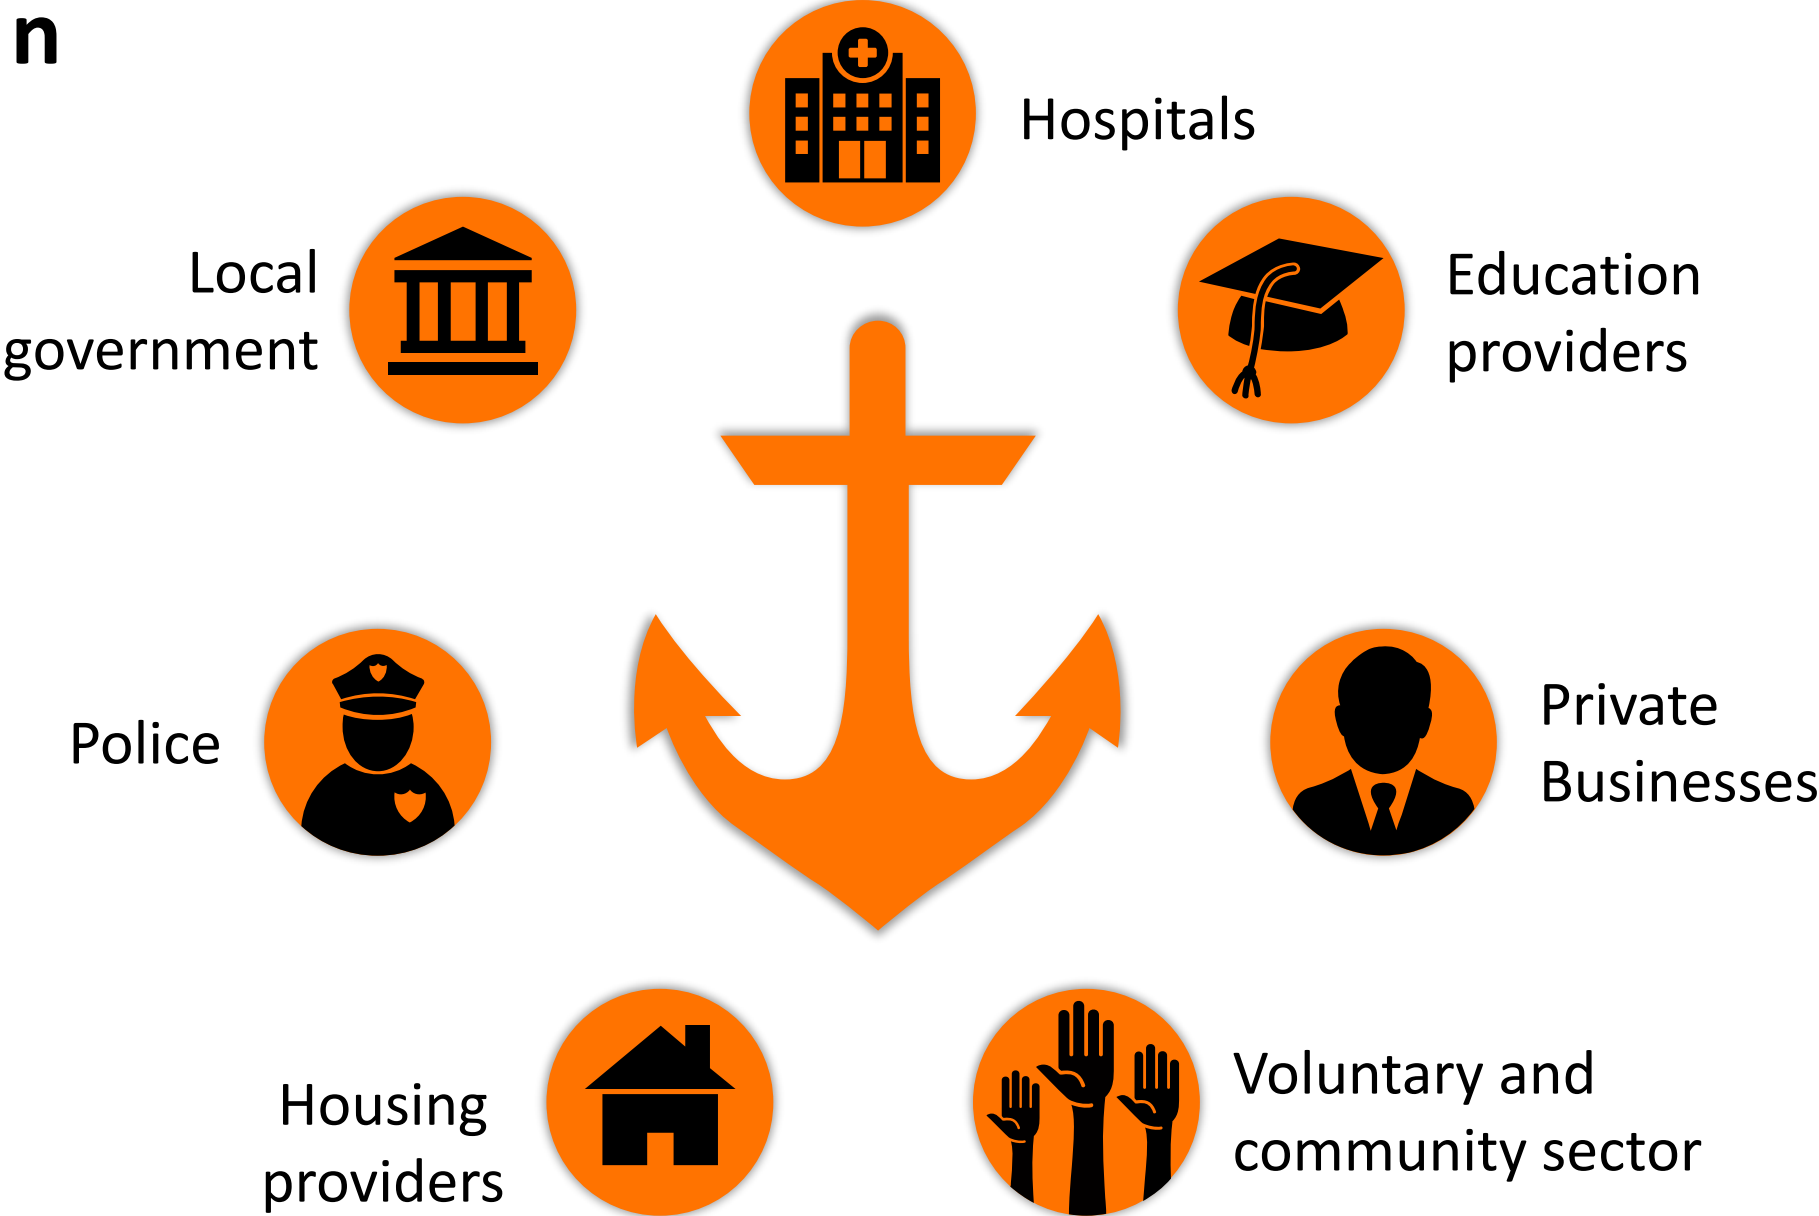 n
Hospitals
Local
government
Education
providers
Police
Private
Businesses
Housing
providers
Voluntary and
community sector